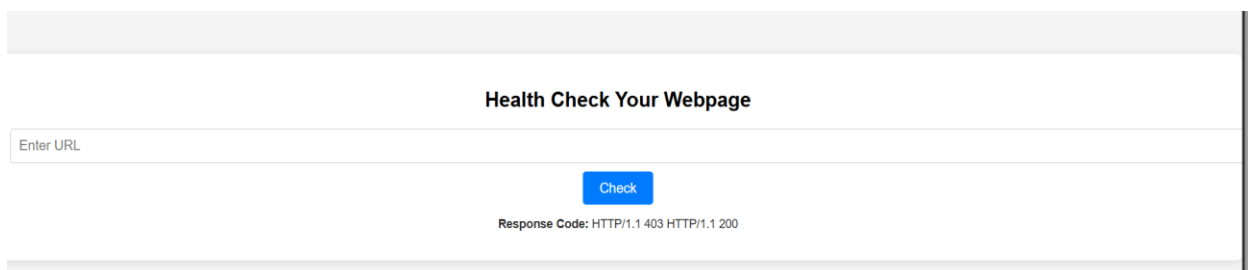 Health Check Your Webpage
Enter URL
Check
Response Code: HTTP/1.1 403 HTTP/1.1 200